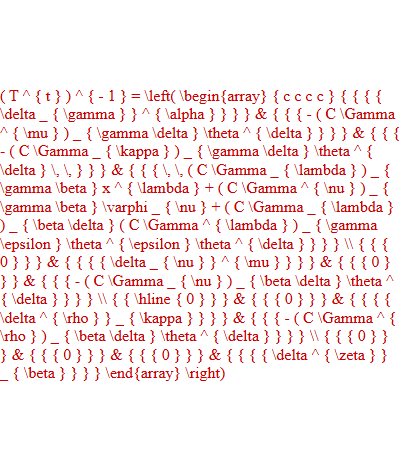 ( T ^ { t } ) ^ { - 1 } = \left( \begin{array} { c c c c } { { { {
\delta _ { \gamma } } ^ { \alpha } } } } & { { { - ( C \Gamma
^ { \mu } ) _ { \gamma \delta } \theta ^ { \delta } } } } & { { {
- ( C \Gamma _ { \kappa } ) _ { \gamma \delta } \theta ^ {
\delta } \, \, } } } & { { { \, \, ( C \Gamma _ { \lambda } ) _ {
\gamma \beta } x ^ { \lambda } + ( C \Gamma ^ { \nu } ) _ {
\gamma \beta } \varphi _ { \nu } + ( C \Gamma _ { \lambda }
) _ { \beta \delta } ( C \Gamma ^ { \lambda } ) _ { \gamma
\epsilon } \theta ^ { \epsilon } \theta ^ { \delta } } } } \\ { { {
0 } } } & { { { { \delta _ { \nu } } ^ { \mu } } } } & { { { 0 }
} } & { { { - ( C \Gamma _ { \nu } ) _ { \beta \delta } \theta ^
{ \delta } } } } \\ { { \hline { 0 } } } & { { { 0 } } } & { { { {
\delta ^ { \rho } } _ { \kappa } } } } & { { { - ( C \Gamma ^ {
\rho } ) _ { \beta \delta } \theta ^ { \delta } } } } \\ { { { 0 } }
} & { { { 0 } } } & { { { 0 } } } & { { { { \delta ^ { \zeta } }
_ { \beta } } } } \end{array} \right)